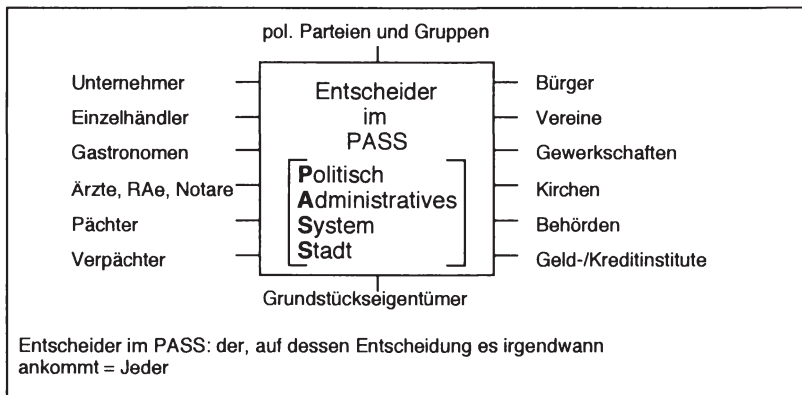 pol. Parteien und Gruppen
Unternehmer
Einzelhändler
Gastronomen
Ärzte, RAe, Notare
Pächter
Verpächter
Entscheider
im
PASS
Politisch
Administratives
System
Stadt
Bürger
Vereine
Gewerkschaften
Kirchen
Behörden
Geld-/Kreditinstitute
Grundstückseigentümer
Entscheider im PASS: der, auf dessen Entscheidung es irgendwann
ankommt = Jeder